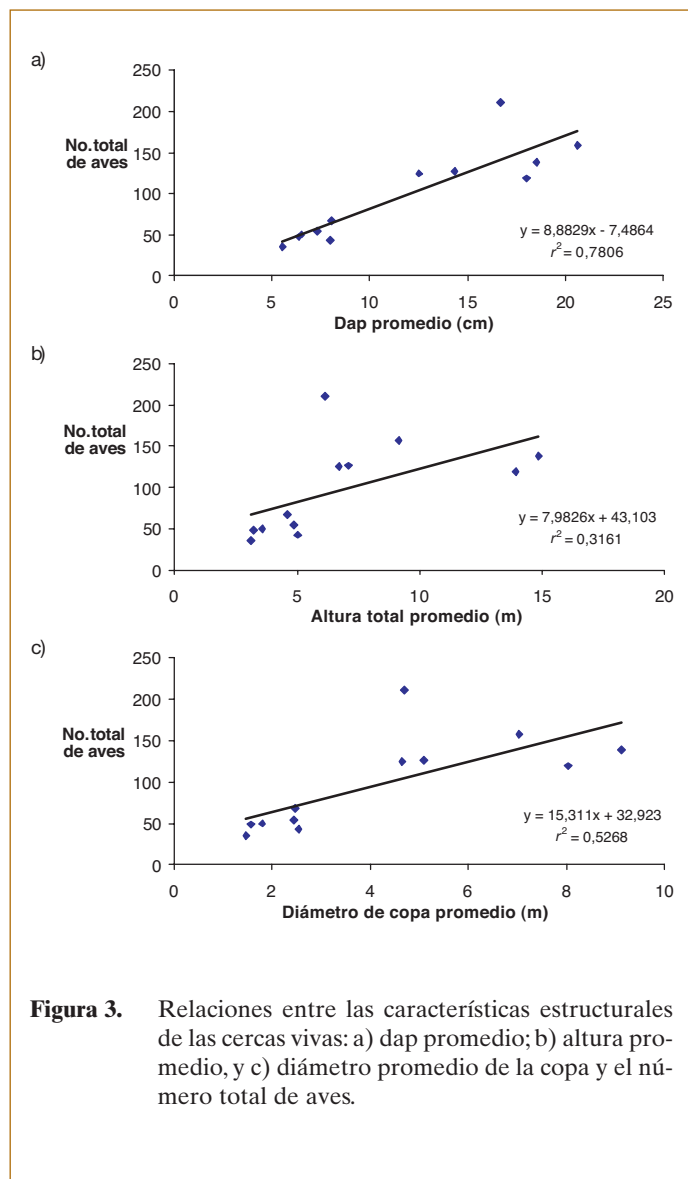 a)
250
200
No.total
de aves
150
100
50
0
y = 8,8829x - 7,4864
r² = 0,7806
0 5 10 15 20 25
Dap promedio (cm)
b)
250
200
No.total
de aves
150
100
50
0
y = 7,9826x + 43,103
r² = 0,3161
0 5 10 15 20
Altura total promedio (m)
c)
250
200
No.total
de aves
150
100
50
0
y = 15,311x + 32,923
r² = 0,5268
0 2 4 6 8 10
Diámetro de copa promedio (m)
Figura 3. Relaciones entre las características estructurales
de las cercas vivas: a) dap promedio; b) altura pro-
medio, y c) diámetro promedio de la copa y el nú-
mero total de aves.